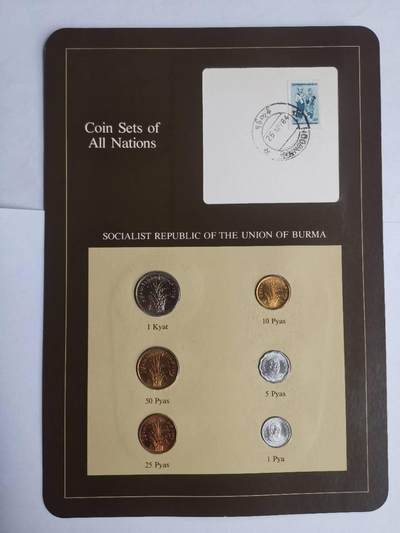 Coin Sets of
All Nations
SOCIALIST REPUBLIC OF THE UNION OF BURMA
1 Kyat
10 Pyas
50 Pyas
5 Pyas
25 Pyas
1 Pya